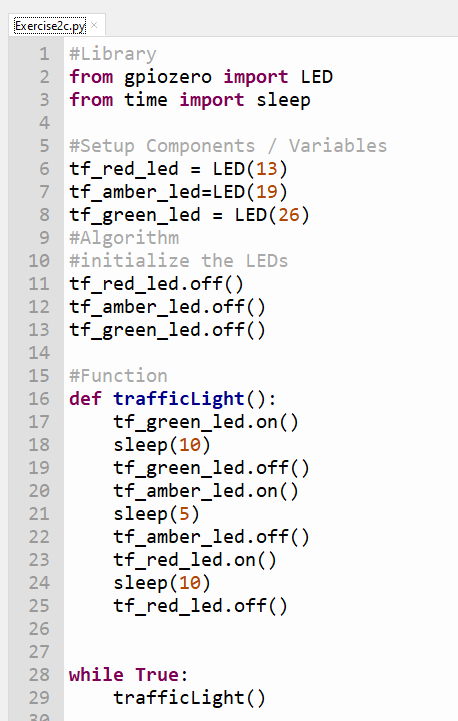 Exercise2c.py ×
1 #Library
2 from gpiozero import LED
3 from time import sleep
4
5 #Setup Components / Variables
6 tf_red_led = LED(13)
7 tf_amber_led=LED(19)
8 tf_green_led = LED(26)
9 #Algorithm
10 #initialize the LEDs
11 tf_red_led.off()
12 tf_amber_led.off()
13 tf_green_led.off()
14
15 #Function
16 def trafficLight():
17     tf_green_led.on()
18     sleep(10)
19     tf_green_led.off()
20     tf_amber_led.on()
21     sleep(5)
22     tf_amber_led.off()
23     tf_red_led.on()
24     sleep(10)
25     tf_red_led.off()
26
27
28 while True:
29     trafficLight()
30